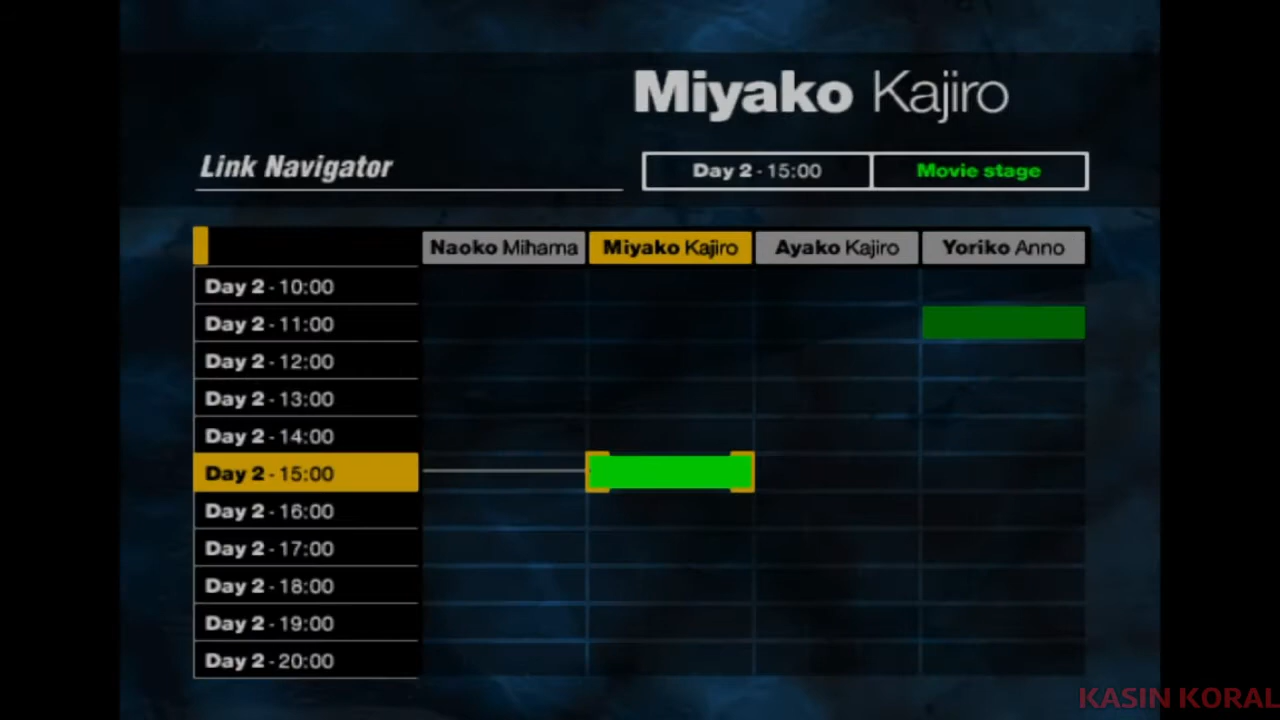 Miyako Kajiro
Link Navigator
Day 2 - 15:00 Movie stage
Naoko Mihama Miyako Kajiro Ayako Kajiro Yoriko Anno
Day 2 - 10:00
Day 2 - 11:00
Day 2 - 12:00
Day 2 - 13:00
Day 2 - 14:00
Day 2 - 15:00
Day 2 - 16:00
Day 2 - 17:00
Day 2 - 18:00
Day 2 - 19:00
Day 2 - 20:00
KASIN KORAL